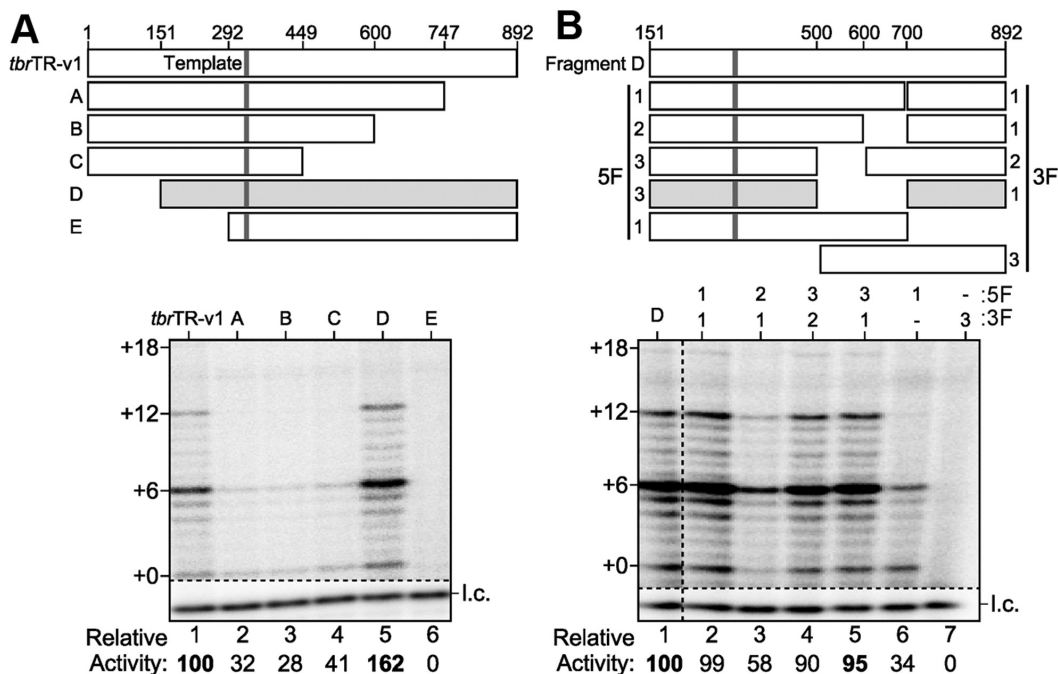 A
1 151 292 449 600 747 892
tbrTR-v1 Template
A
B
C
D
E
tbrTR-v1 A B C D E
+18
+12
+6
+0
l.c.
1 2 3 4 5 6
Relative
Activity: 100 32 28 41 162 0
B
151 500 600 700 892
Fragment D
1 1
2 1
3 2
5F 3F
3 1
1
3
1 2 3 3 1 - :5F
D 1 1 2 1 - 3 :3F
+18
+12
+6
+0
l.c.
Relative 1 2 3 4 5 6 7
Activity: 100 99 58 90 95 34 0